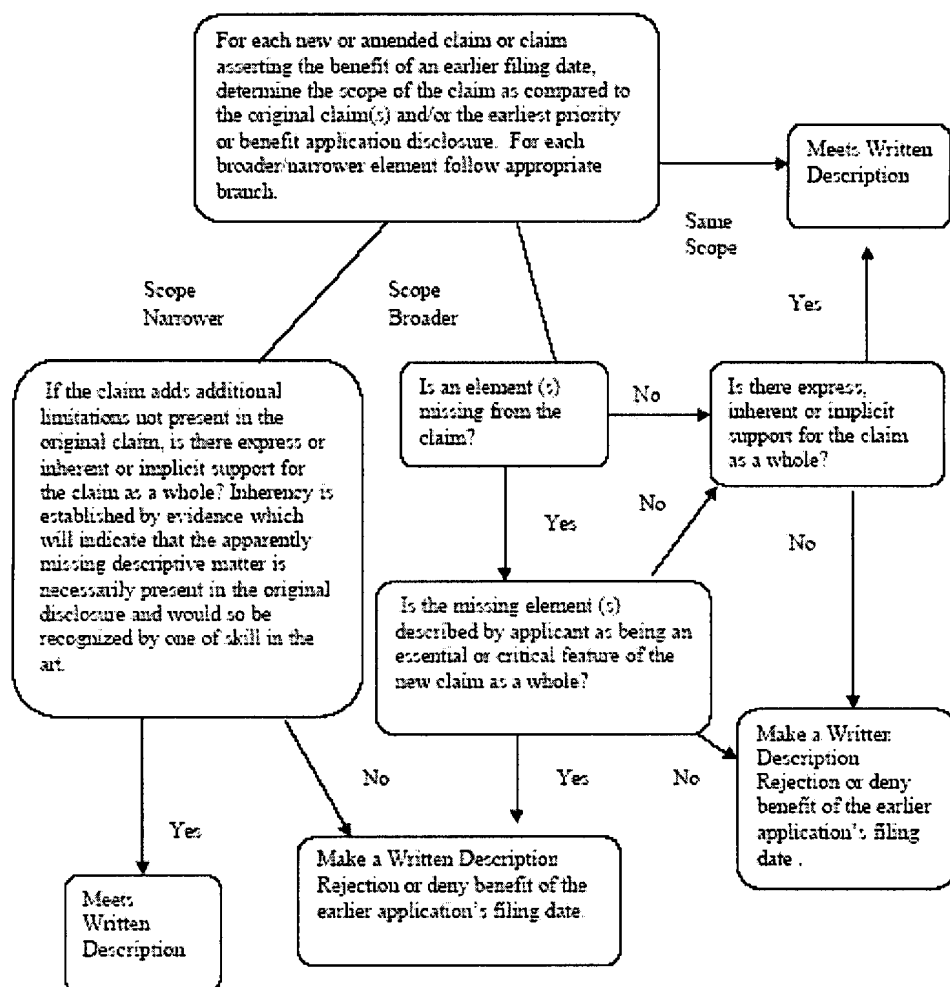 For each new or amended claim or claim
asserting the benefit of an earlier filing date,
determine the scope of the claim as compared to
the original claim(s) and/or the earliest priority
or benefit application disclosure. For each
broader/narrower element follow appropriate
branch.
Meets Written
Description
Same
Scope
Scope
Narrower
Scope
Broader
Yes
If the claim adds additional
limitations not present in the
original claim, is there express or
inherent or implicit support for
the claim as a whole? Inherency is
established by evidence which
will indicate that the apparently
missing descriptive matter is
necessarily present in the original
disclosure and would so be
recognized by one of skill in the
art.
Is an element (s)
missing from the
claim?
No
Is there express,
inherent or implicit
support for the claim
as a whole?
Yes
No
No
Is the missing element (s)
described by applicant as being an
essential or critical feature of the
new claim as a whole?
Make a Written
Description
Rejection or deny
benefit of the earlier
application's filing
date .
No
Yes
No
Yes
Make a Written Description
Rejection or deny benefit of the
earlier application's filing date.
Meets
Written
Description